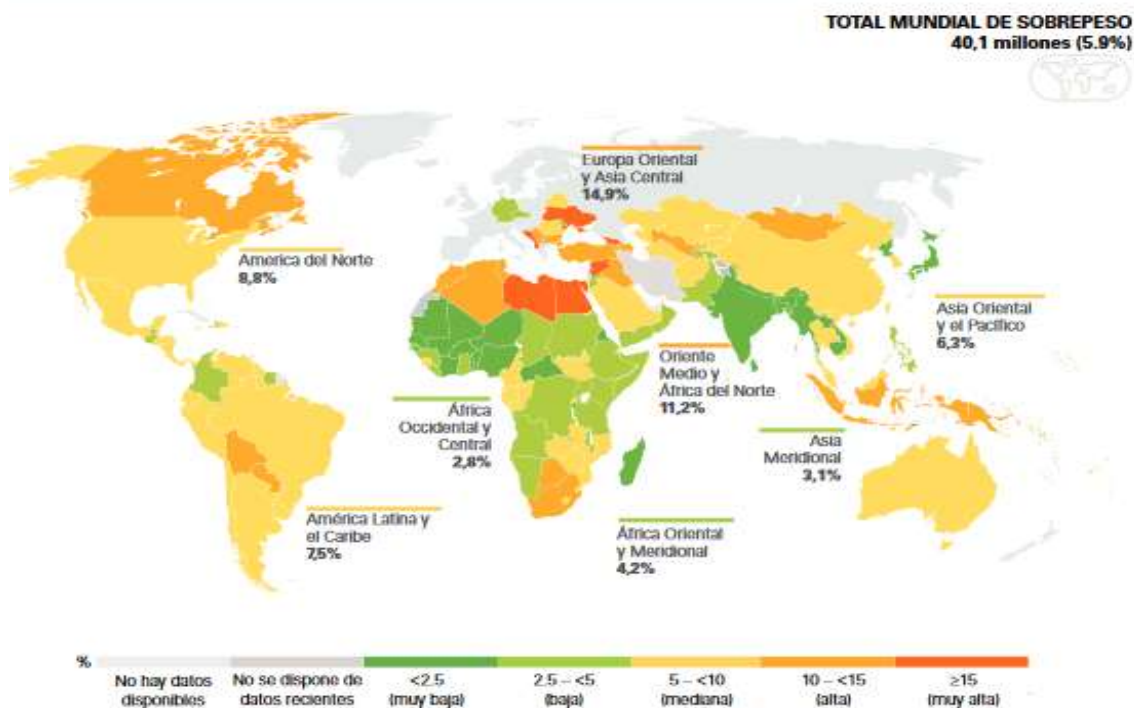 TOTAL MUNDIAL DE SOBREPESO
40,1 millones (5.9%)
Europa Oriental
y Asia Central
14,9%
America del Norte
8,8%
Asia Oriental
y el Pacífico
6,3%
Oriente
Medio y
África del Norte
11,2%
África
Occidental y
Central
2,8%
Asia
Meridional
3,1%
América Latina y
el Caribe
7,5%
África Oriental
y Meridional
4,2%
%
No hay datos
disponibles
No se dispone de
datos recientes
<2.5
(muy baja)
2.5 – <5
(baja)
5 – <10
(mediana)
10 – <15
(alta)
≥15
(muy alta)